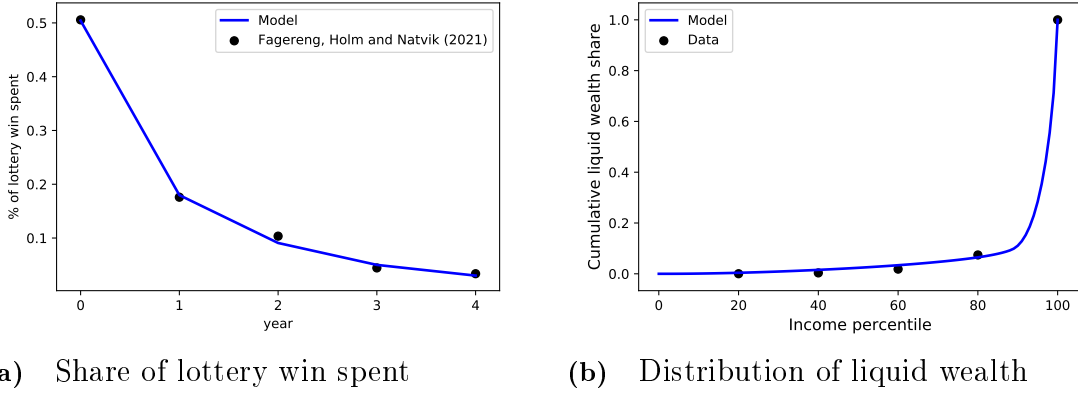 % of lottery win spent
0.5
0.4
0.3
0.2
0.1
Model
Fagereng, Holm and Natvik (2021)
0 1 2 3 4
year
a) Share of lottery win spent
Cumulative liquid wealth share
1.0
0.8
0.6
0.4
0.2
0.0
Model
Data
0 20 40 60 80 100
Income percentile
(b) Distribution of liquid wealth